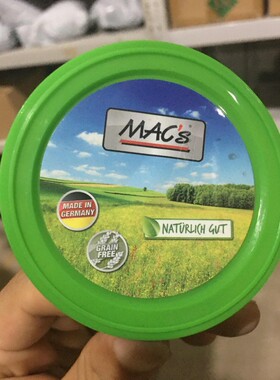 MAC's
MADE IN
GERMANY
NATÜRLICH GUT
GRAIN
FREE